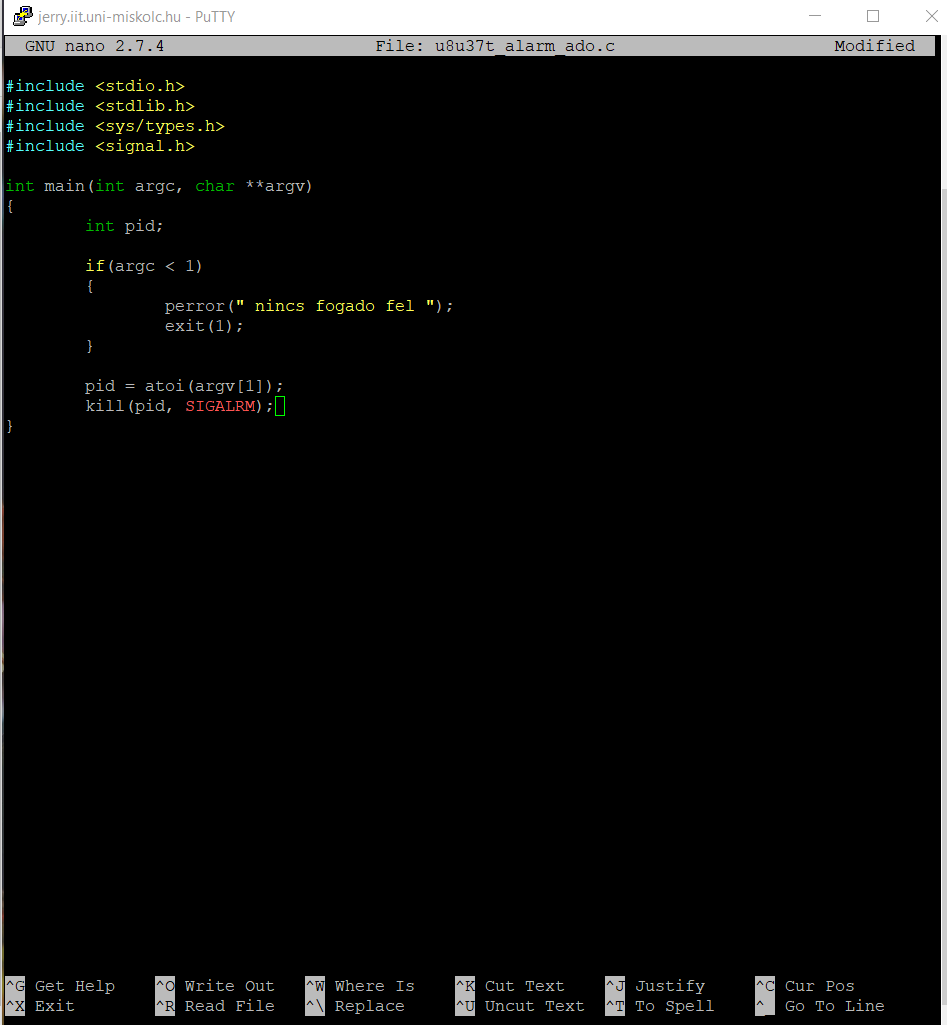 jerry.iit.uni-miskolc.hu - PuTTY
GNU nano 2.7.4 File: u8u37t_alarm_ado.c Modified
#include <stdio.h>
#include <stdlib.h>
#include <sys/types.h>
#include <signal.h>
int main(int argc, char **argv)
{
int pid;
if(argc < 1)
{
perror(" nincs fogado fel ");
exit(1);
}
pid = atoi(argv[1]);
kill(pid, SIGALRM);
}
^G Get Help ^O Write Out ^W Where Is ^K Cut Text ^J Justify ^C Cur Pos
^X Exit ^R Read File ^\ Replace ^U Uncut Text ^T To Spell ^_ Go To Line